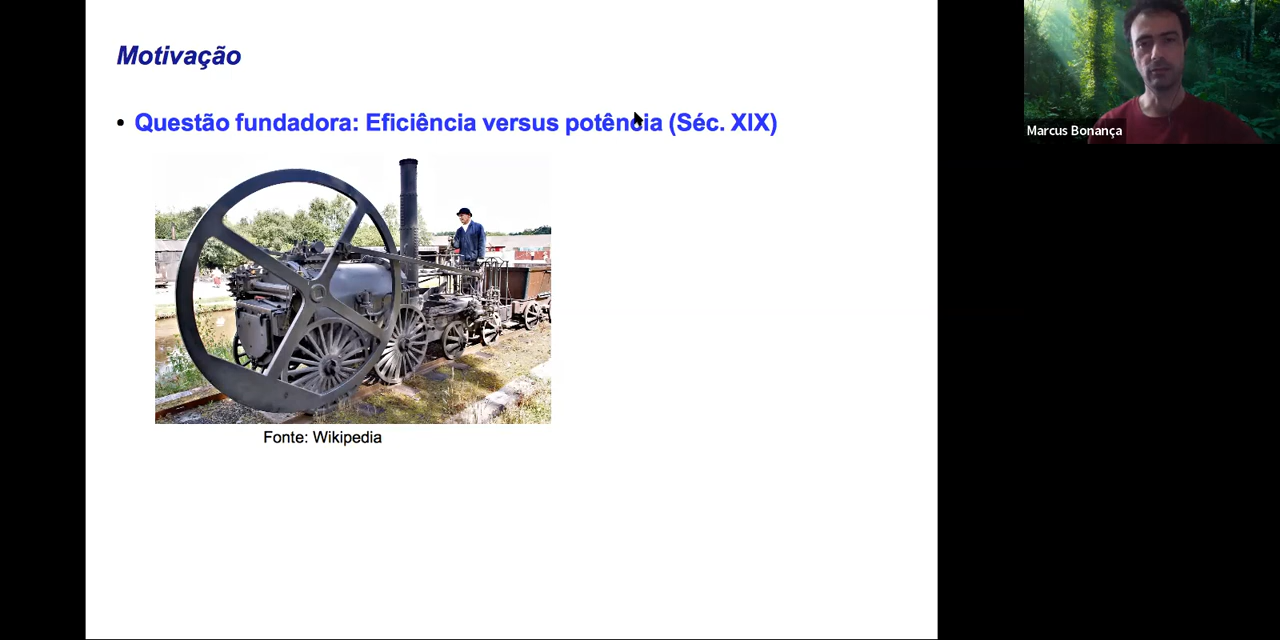 Motivação
• Questão fundadora: Eficiência versus potência (Séc. XIX)
Fonte: Wikipedia
Marcus Bonança